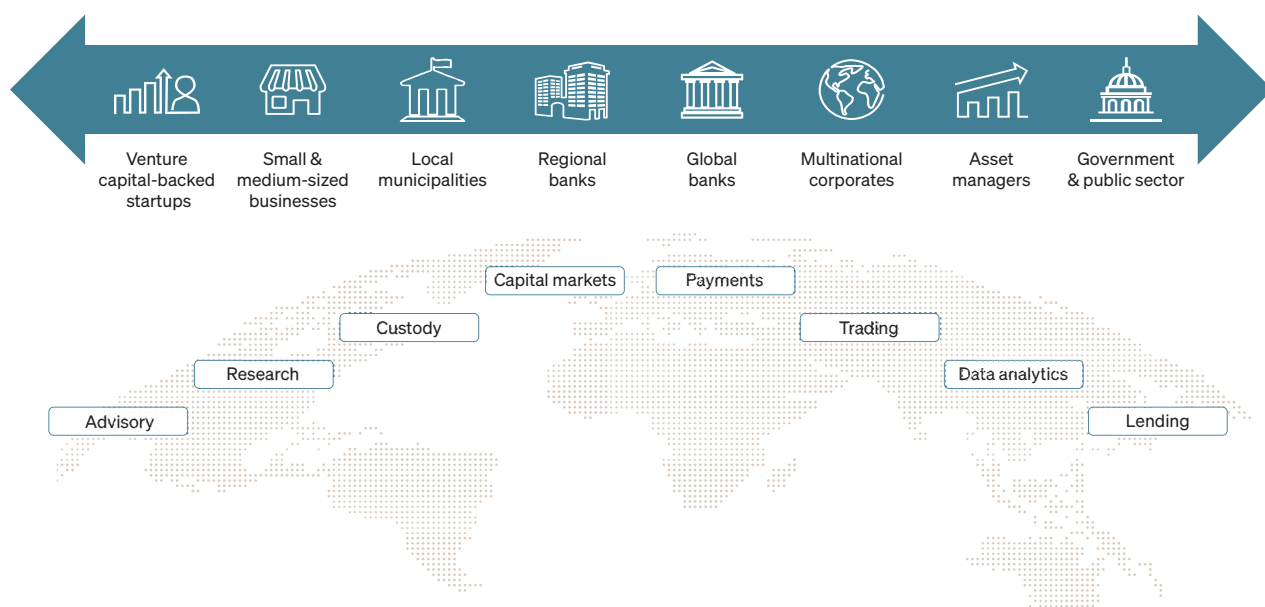 Venture
capital-backed
startups
Small &
medium-sized
businesses
Local
municipalities
Regional
banks
Global
banks
Multinational
corporates
Asset
managers
Government
& public sector
Capital markets
Payments
Custody
Trading
Research
Data analytics
Advisory
Lending